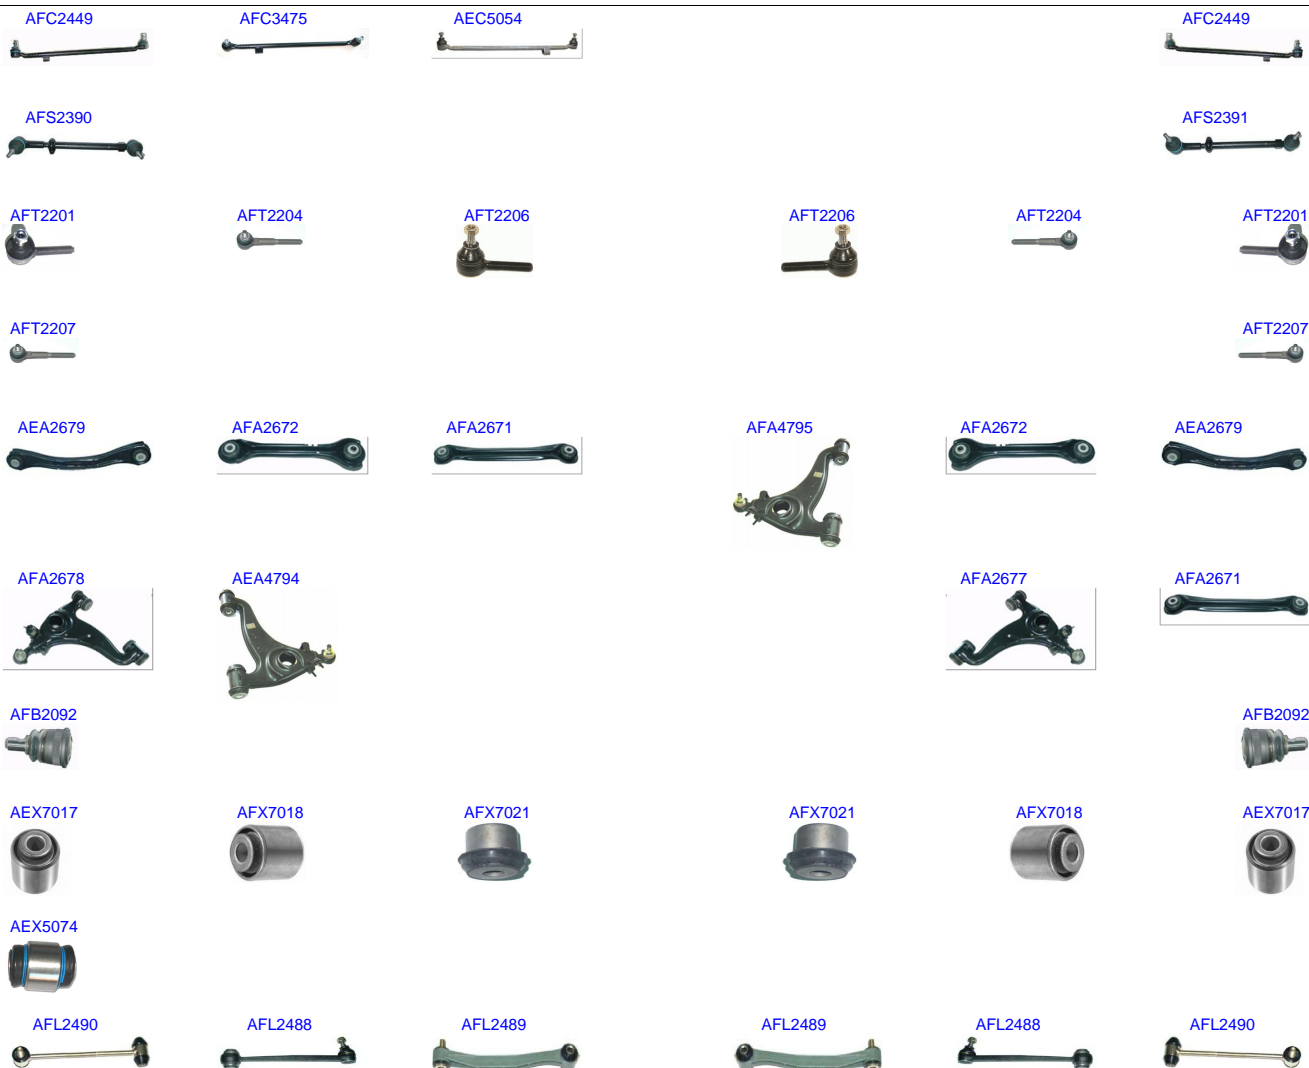 AFC2449 AFC3475 AEC5054 AFC2449
AFS2390 AFS2391
AFT2201 AFT2204 AFT2206 AFT2206 AFT2204 AFT2201
AFT2207 AFT2207
AEA2679 AFA2672 AFA2671 AFA4795 AFA2672 AEA2679
AFA2678 AEA4794 AFA2677 AFA2671
AFB2092 AFB2092
AEX7017 AFX7018 AFX7021 AFX7021 AFX7018 AEX7017
AEX5074
AFL2490 AFL2488 AFL2489 AFL2489 AFL2488 AFL2490